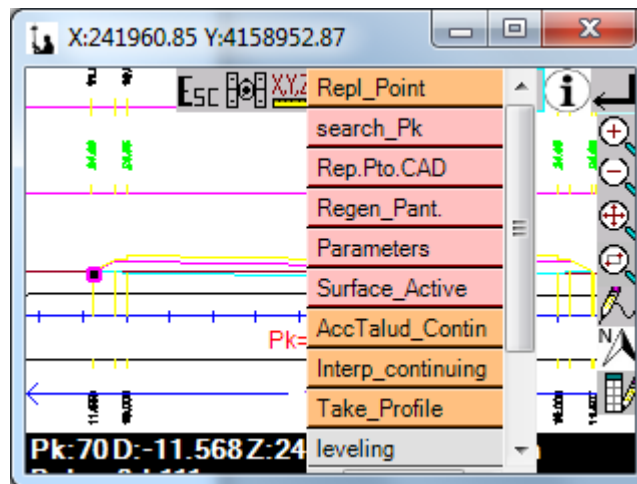 X:241960.85 Y:4158952.87
Esc X,Y,Z Repl_Point
search_Pk
Rep.Pto.CAD
Regen_Pant.
Parameters
Surface_Active
AccTalud_Contin
Pk=
Interp_continuing
Take_Profile
Pk:70 D:-11.568 Z:24 leveling